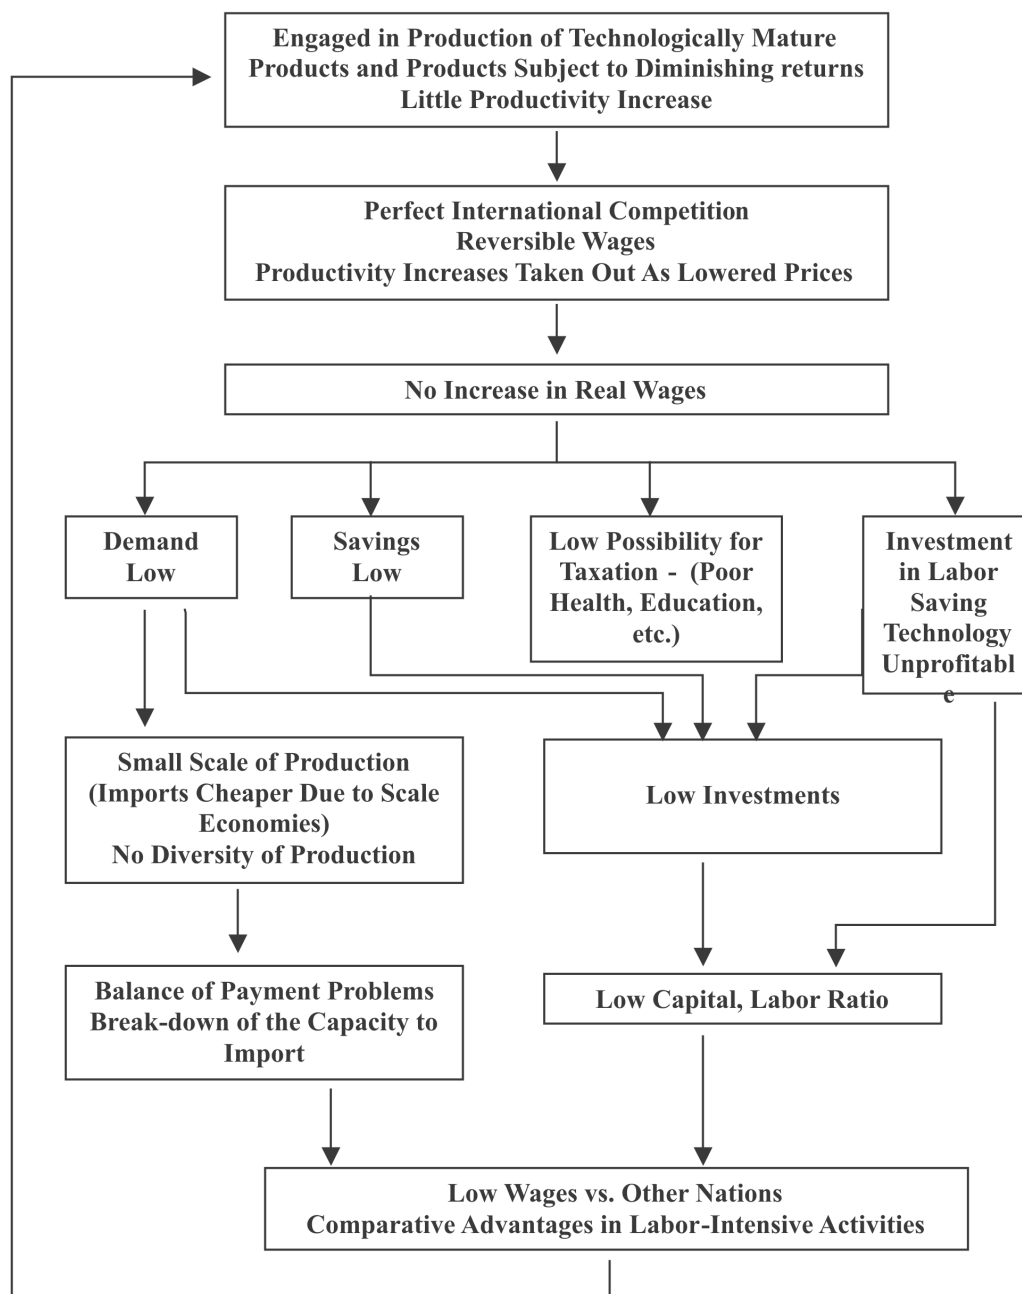 Engaged in Production of Technologically Mature
Products and Products Subject to Diminishing returns
Little Productivity Increase
Perfect International Competition
Reversible Wages
Productivity Increases Taken Out As Lowered Prices
No Increase in Real Wages
Demand
Low
Savings
Low
Low Possibility for
Taxation - (Poor
Health, Education,
etc.)
Investment
in Labor
Saving
Technology
Unprofitabl
e
Small Scale of Production
(Imports Cheaper Due to Scale
Economies)
No Diversity of Production
Low Investments
Balance of Payment Problems
Break-down of the Capacity to
Import
Low Capital, Labor Ratio
Low Wages vs. Other Nations
Comparative Advantages in Labor-Intensive Activities